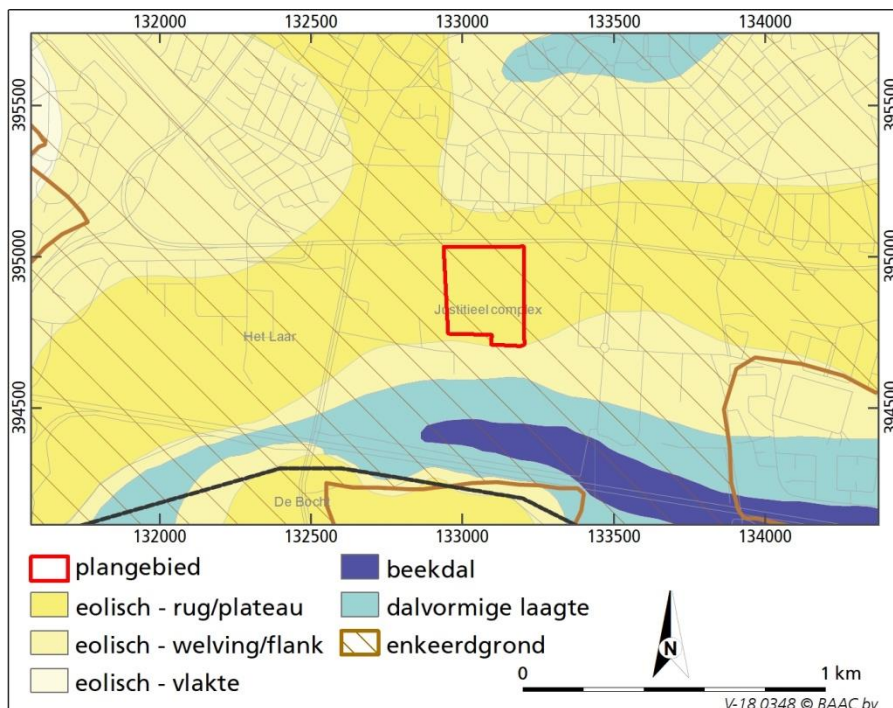 132000 132500 133000 133500 134000
395500 395500
395000 395000
Justitieel complex
Het Laar
394500 394500
De Bocht
132000 132500 133000 133500 134000
plangebied
eolisch - rug/plateau
eolisch - welving/flank
eolisch - vlakte
beekdal
dalvormige laagte
enkeerdgrond
N
0 1 km
V-18.0348 © BAAC bv